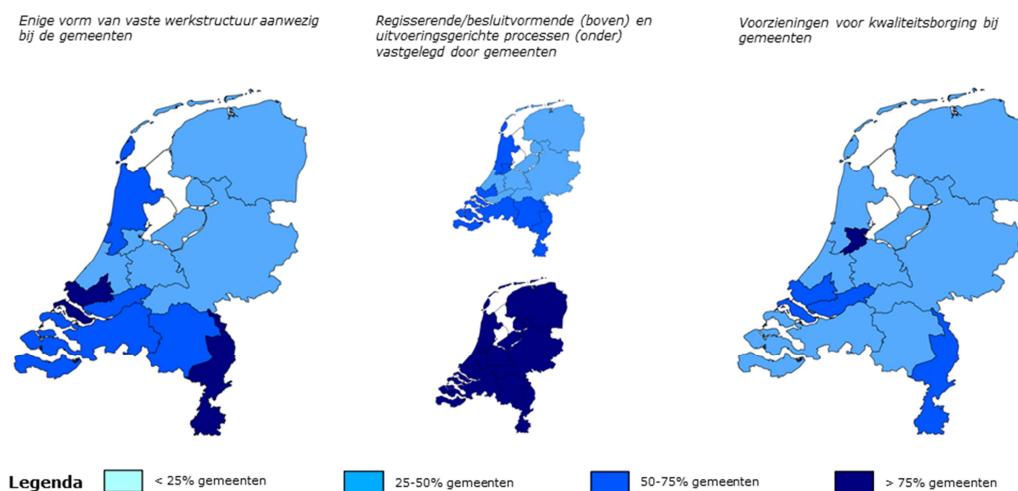 Enige vorm van vaste werkstructuur aanwezig
bij de gemeenten
Regisserende/besluitvormende (boven) en
uitvoeringsgerichte processen (onder)
vastgelegd door gemeenten
Voorzieningen voor kwaliteitsborging bij
gemeenten
Legenda
< 25% gemeenten
25-50% gemeenten
50-75% gemeenten
> 75% gemeenten